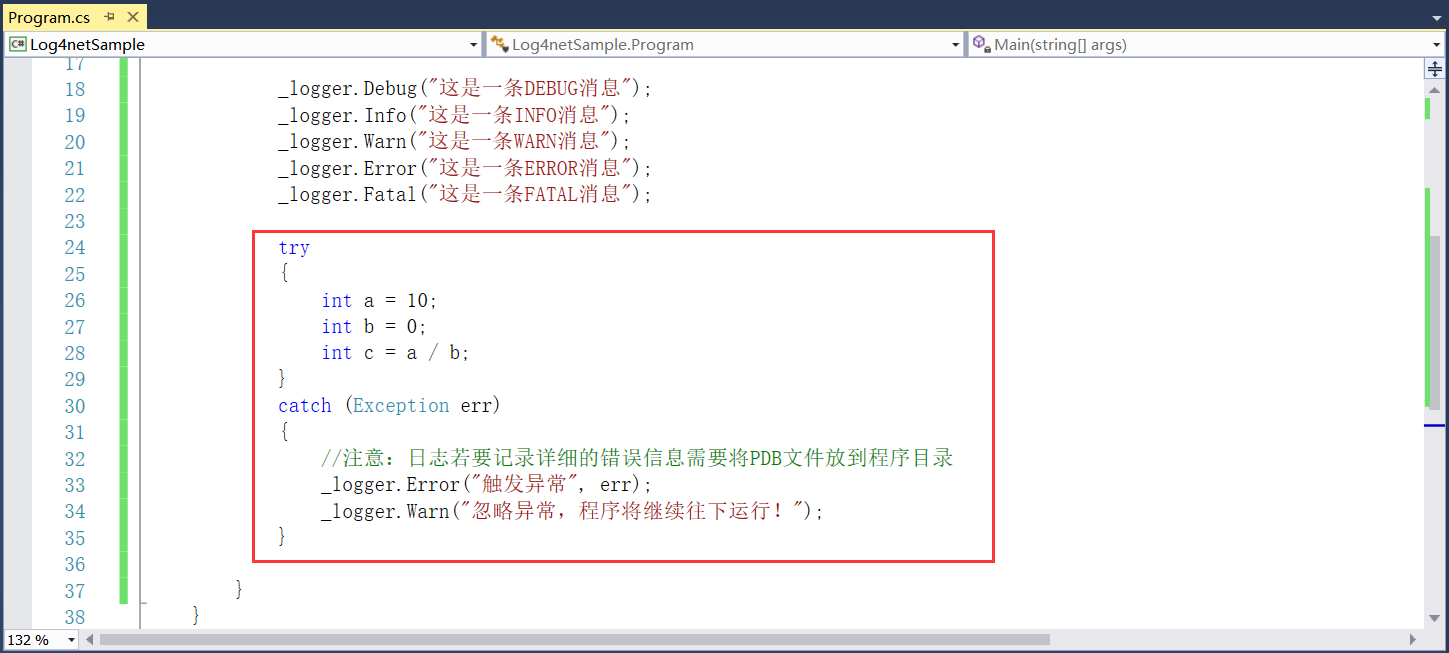 Program.cs
Log4netSample
Log4netSample.Program
Main(string[] args)
17
18 _logger.Debug("这是一条DEBUG消息");
19 _logger.Info("这是一条INFO消息");
20 _logger.Warn("这是一条WARN消息");
21 _logger.Error("这是一条ERROR消息");
22 _logger.Fatal("这是一条FATAL消息");
23
24 try
25 {
26 int a = 10;
27 int b = 0;
28 int c = a / b;
29 }
30 catch (Exception err)
31 {
32 //注意：日志若要记录详细的错误信息需要将PDB文件放到程序目录
33 _logger.Error("触发异常", err);
34 _logger.Warn("忽略异常，程序将继续往下运行！");
35 }
36
37 }
38 }
132 %